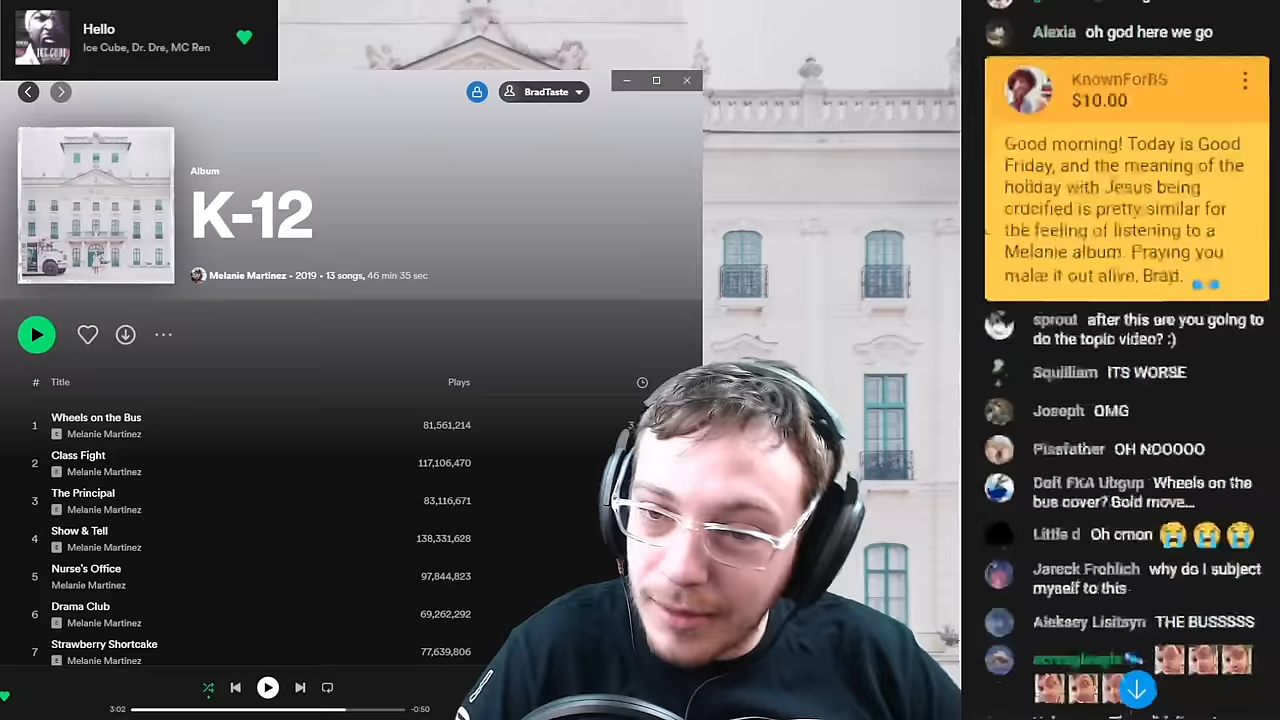 Hello
Ice Cube, Dr. Dre, MC Ren
BradTaste
Album
K-12
Melanie Martinez • 2019 • 13 songs, 46 min 35 sec
# Title Plays
1 Wheels on the Bus 81,561,214 3
E Melanie Martinez
2 Class Fight 117,106,470
E Melanie Martinez
3 The Principal 83,116,671
E Melanie Martinez
4 Show & Tell 138,331,628
E Melanie Martinez
5 Nurse's Office 97,844,823
Melanie Martinez
6 Drama Club 69,262,292
E Melanie Martinez
7 Strawberry Shortcake 77,639,806
E Melanie Martinez
3:02 -0:50
Alexia oh god here we go
KnownForBS
$10.00
Good morning! Today is Good
Friday, and the meaning of the
holiday with Jesus being
crucified is pretty similar for
the feeling of listening to a
Melanie album. Praying you
make it out alive, Brad.
sprout after this are you going to
do the topic video? :)
Squilliam ITS WORSE
Joseph OMG
Pissfather OH NOOOOO
Daft FKA Ubgup Wheels on the
bus cover? Bold move...
Little d Oh cmon 😭😭😭
Jareck Frohlich why do I subject
myself to this
Aleksey Lisitsyn THE BUSSSSS